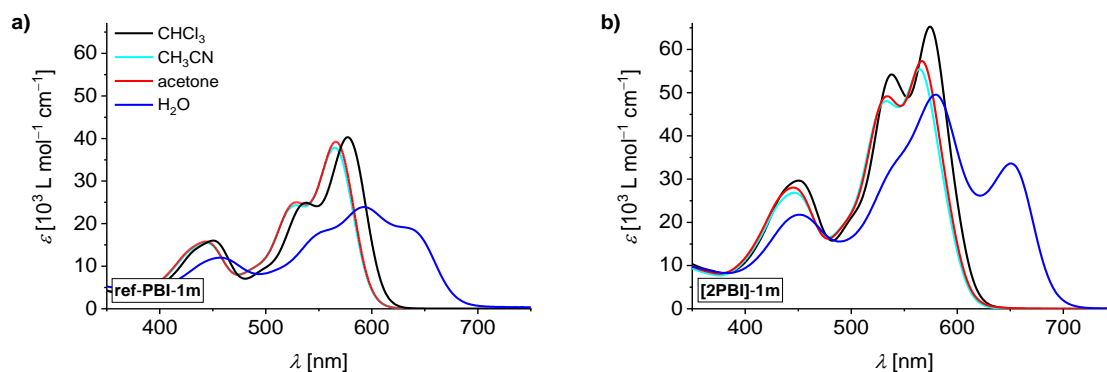 a)
CHCl₃
CH₃CN
acetone
H₂O
ε [10³ L mol⁻¹ cm⁻¹]
60
50
40
30
20
10
0
ref-PBI-1m
400 500 600 700
λ [nm]
b)
ε [10³ L mol⁻¹ cm⁻¹]
60
50
40
30
20
10
0
[2PBI]-1m
400 500 600 700
λ [nm]